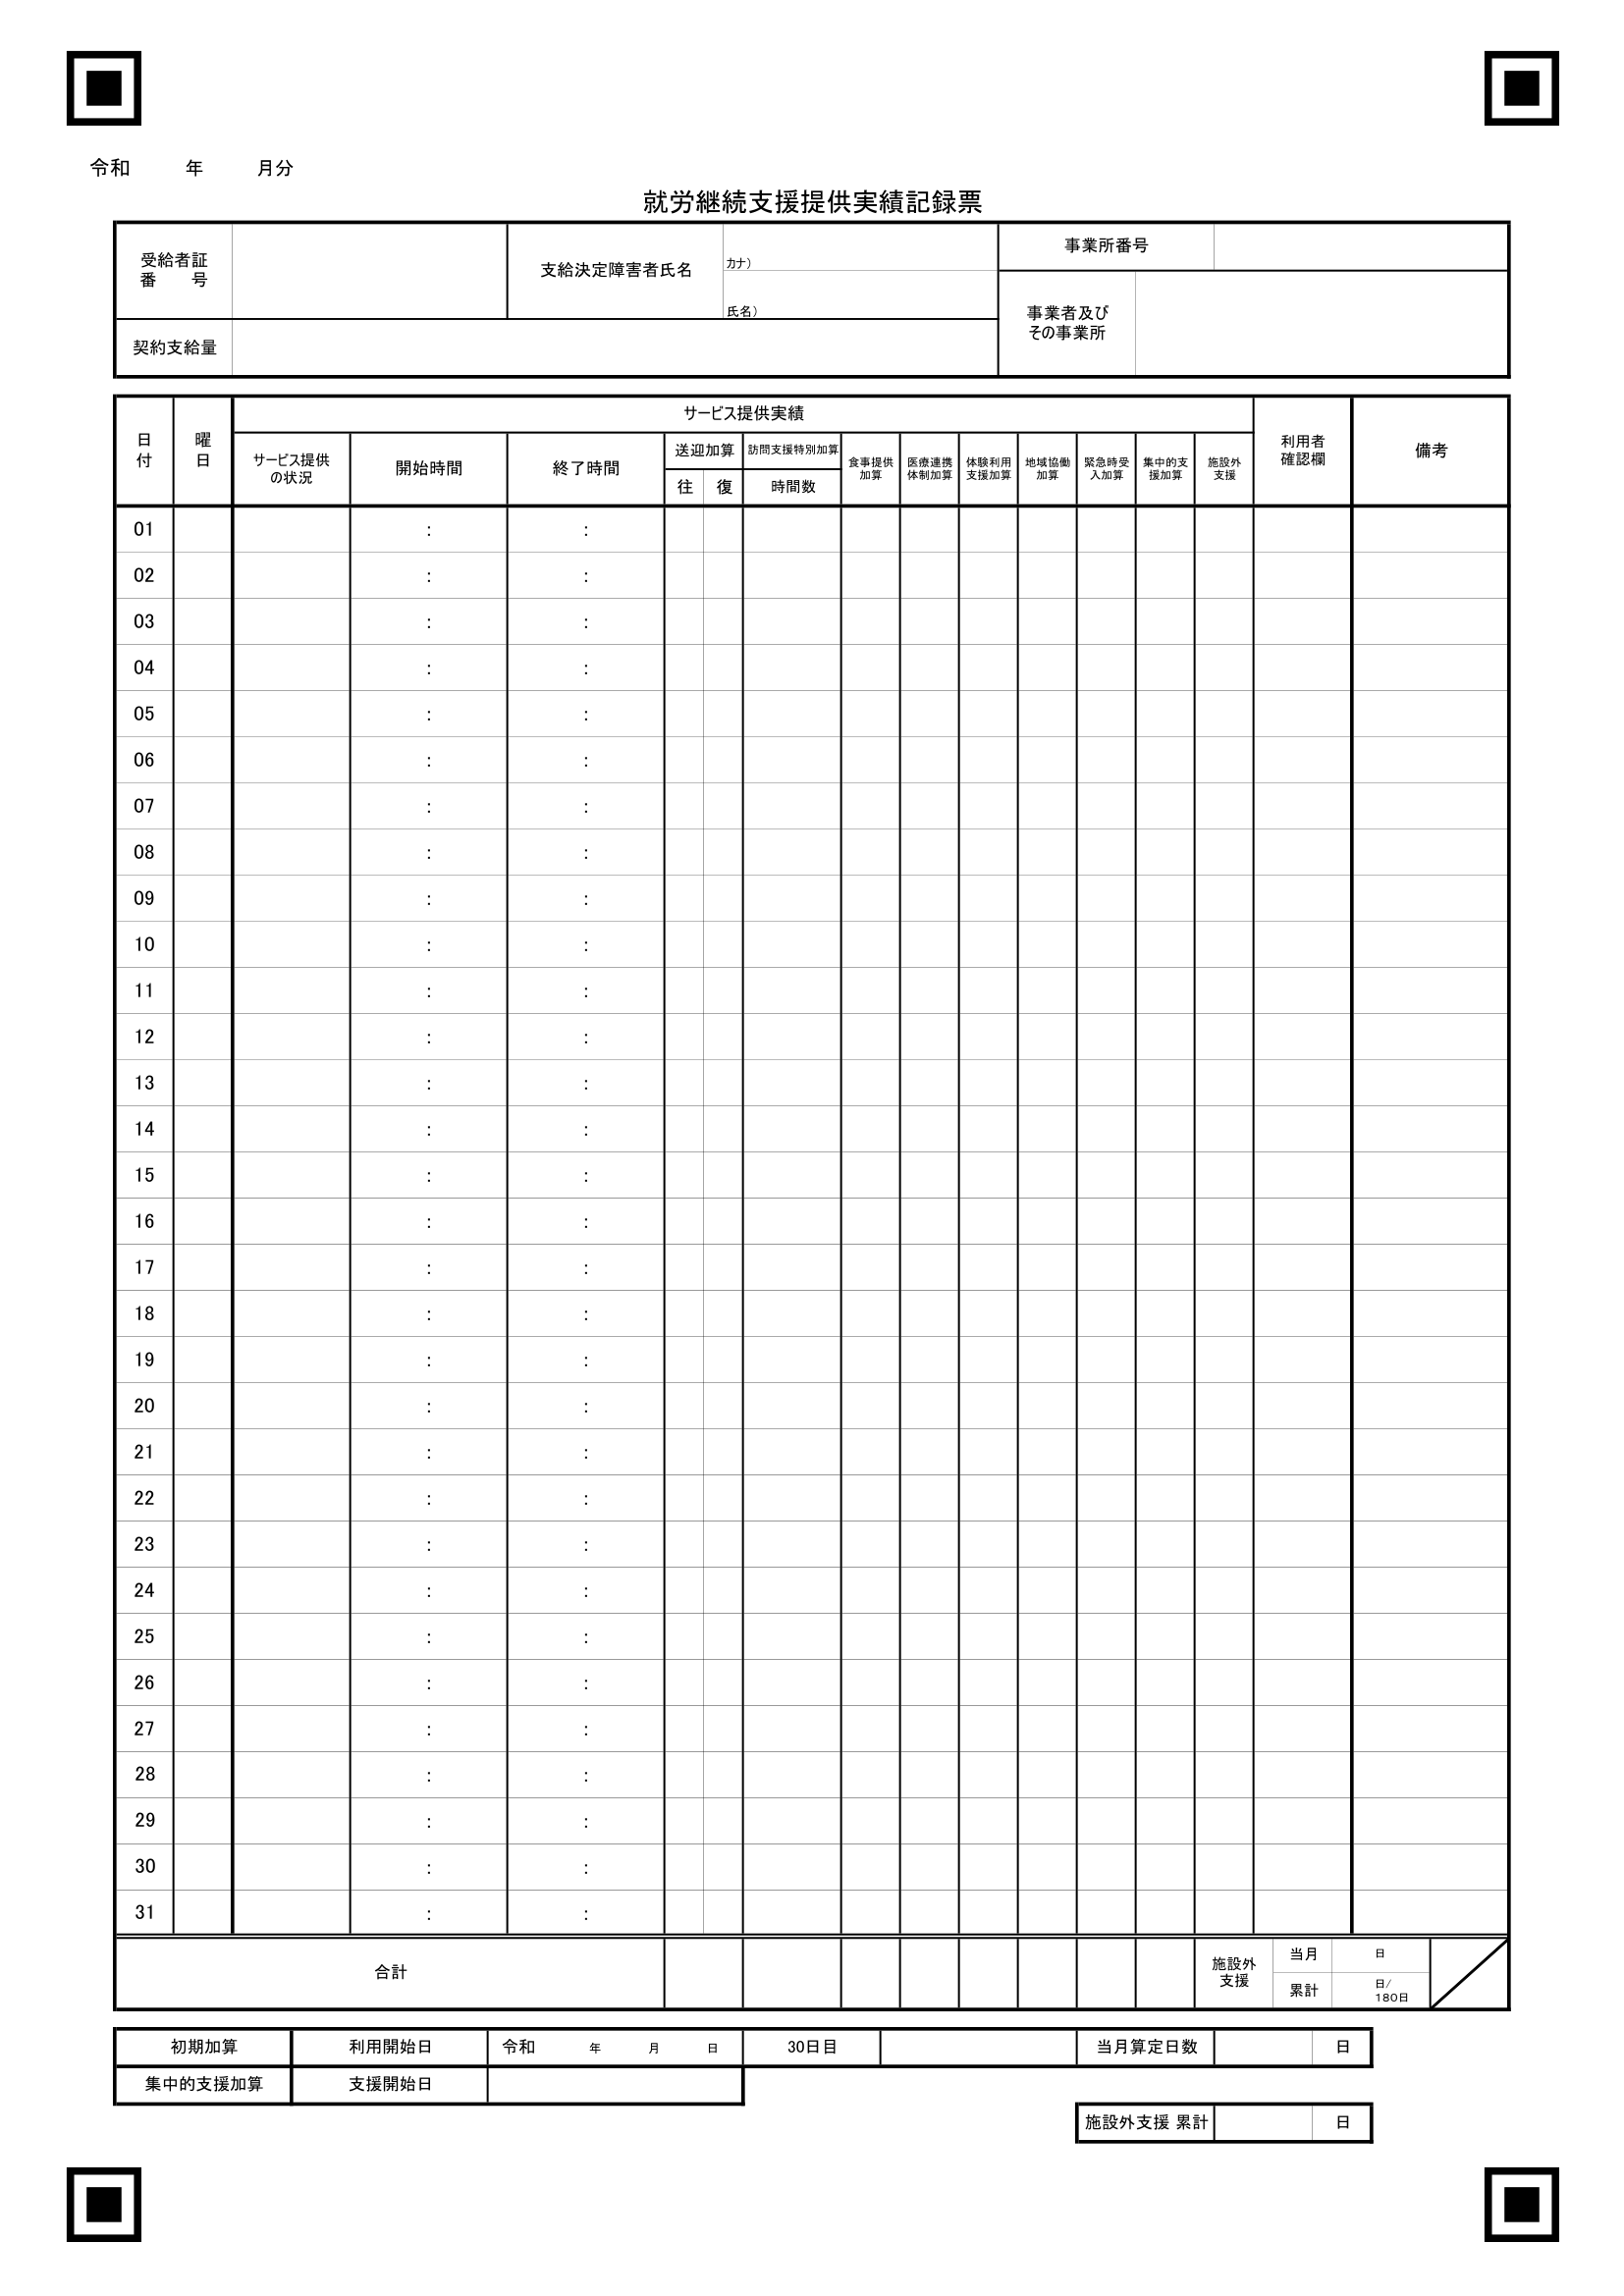 令和 年 月分
就労継続支援提供実績記録票
受給者証
番 号
支給決定障害者氏名
カナ)
氏名)
事業所番号
契約支給量
事業者及び
その事業所
日
付
曜
日
サービス提供実績
サービス提供
の状況
開始時間
終了時間
送迎加算
往 復
訪問支援特別加算
時間数
食事提供
加算
医療連携
体制加算
体験利用
支援加算
地域協働
加算
緊急時受
入加算
集中的支
援加算
施設外
支援
利用者
確認欄
備考
01 : :
02 : :
03 : :
04 : :
05 : :
06 : :
07 : :
08 : :
09 : :
10 : :
11 : :
12 : :
13 : :
14 : :
15 : :
16 : :
17 : :
18 : :
19 : :
20 : :
21 : :
22 : :
23 : :
24 : :
25 : :
26 : :
27 : :
28 : :
29 : :
30 : :
31 : :
合計
施設外
支援
当月 日
累計 日/
180日
初期加算 利用開始日 令和 年 月 日 30日目 当月算定日数 日
集中的支援加算 支援開始日
施設外支援 累計 日